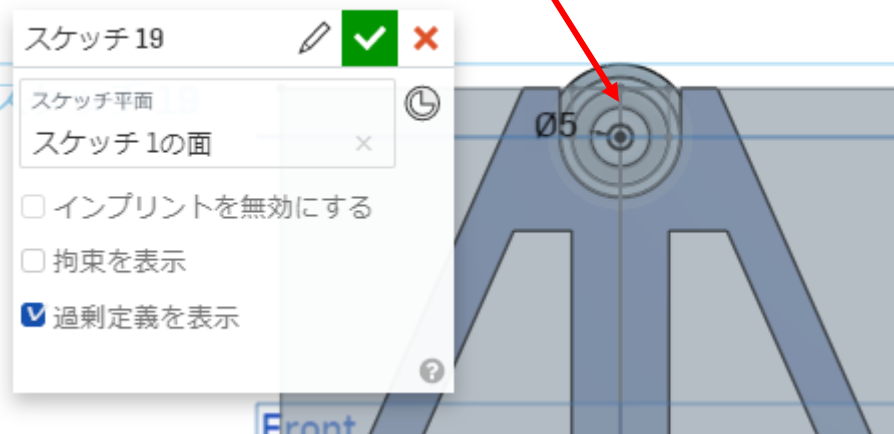 スケッチ 19
スケッチ平面
スケッチ 1の面
インプリントを無効にする
拘束を表示
過剰定義を表示
Ø5
Front